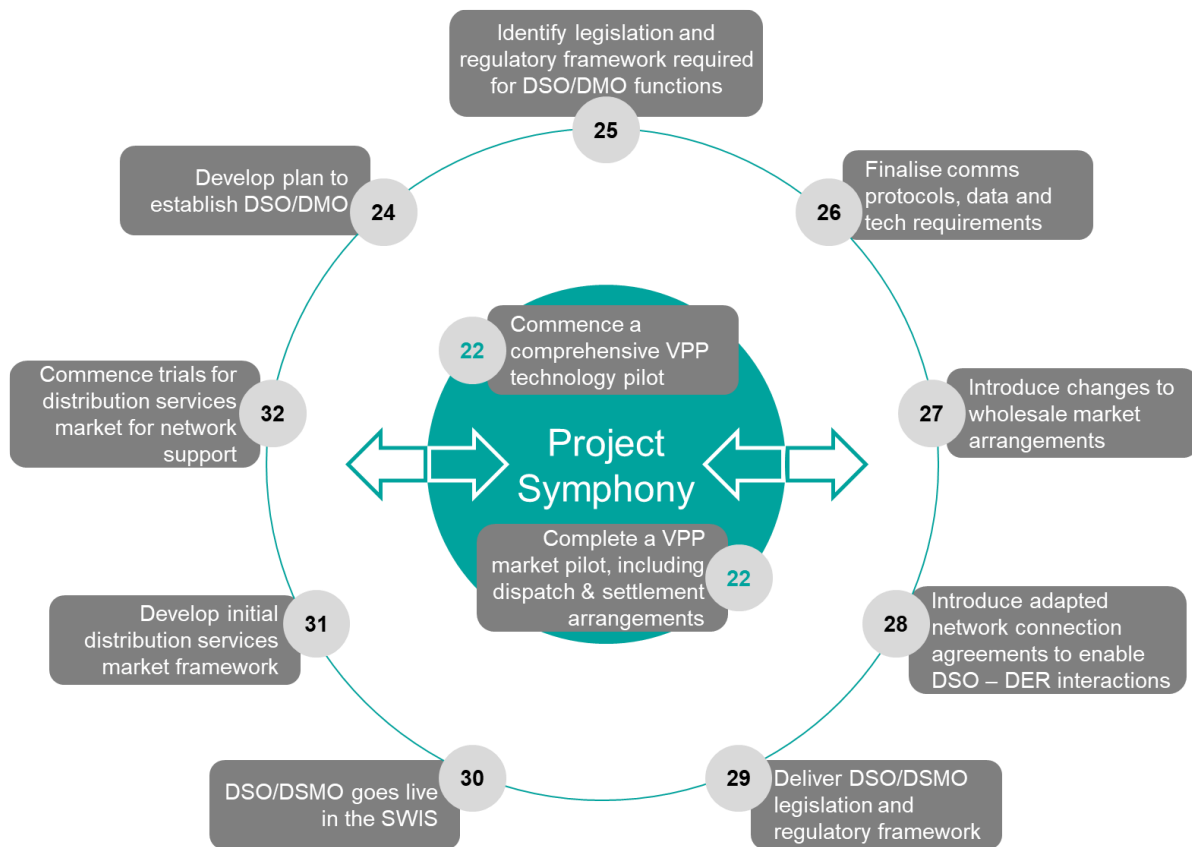 Identify legislation and
regulatory framework required
for DSO/DMO functions
25
Develop plan to
establish DSO/DMO
24
Finalise comms
protocols, data and
tech requirements
26
Commence a
comprehensive VPP
technology pilot
22
Commence trials for
distribution services
market for network
support
32
Introduce changes to
wholesale market
arrangements
27
Project
Symphony
Complete a VPP
market pilot, including
dispatch & settlement
arrangements
22
Develop initial
distribution services
market framework
31
Introduce adapted
network connection
agreements to enable
DSO – DER interactions
28
DSO/DSMO goes live
in the SWIS
30
Deliver DSO/DSMO
legislation and
regulatory framework
29